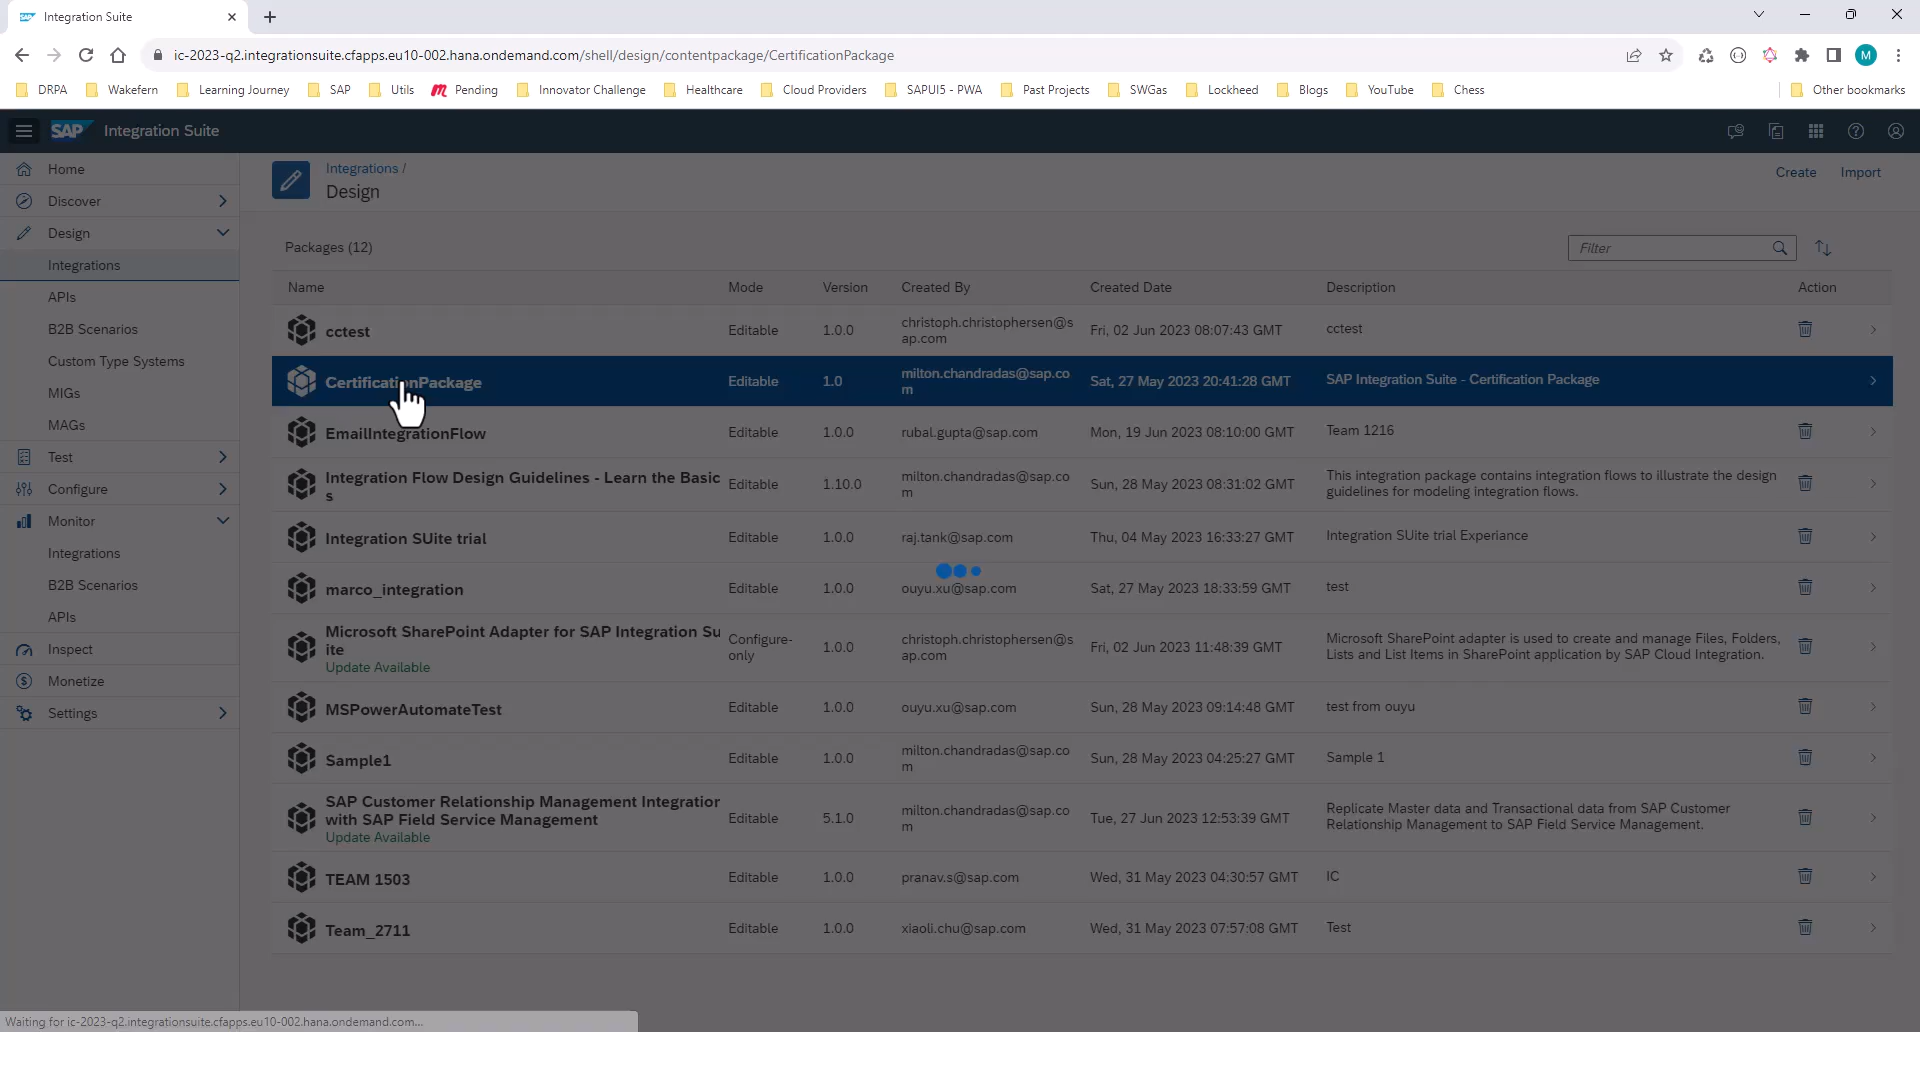 Integration Suite
ic-2023-q2.integrationsuite.cfapps.eu10-002.hana.ondemand.com/shell/design/contentpackage/CertificationPackage
M
DRPA Wakefern Learning Journey SAP Utils Pending Innovator Challenge Healthcare Cloud Providers SAPUI5 - PWA Past Projects SWGas Lockheed Blogs YouTube Chess Other bookmarks
SAP Integration Suite
Home
Discover
Design
Integrations
APIs
B2B Scenarios
Custom Type Systems
MIGs
MAGs
Test
Configure
Monitor
Integrations
B2B Scenarios
APIs
Inspect
Monetize
Settings
Integrations /
Design
Create Import
Packages (12)
Filter
Name Mode Version Created By Created Date Description Action
cctest Editable 1.0.0 christoph.christophersen@s
ap.com Fri, 02 Jun 2023 08:07:43 GMT cctest
CertificationPackage Editable 1.0 milton.chandradas@sap.co
m Sat, 27 May 2023 20:41:28 GMT SAP Integration Suite - Certification Package
EmailIntegrationFlow Editable 1.0.0 rubal.gupta@sap.com Mon, 19 Jun 2023 08:10:00 GMT Team 1216
Integration Flow Design Guidelines - Learn the Basic
s Editable 1.10.0 milton.chandradas@sap.co
m Sun, 28 May 2023 08:31:02 GMT This integration package contains integration flows to illustrate the design
guidelines for modeling integration flows.
Integration SUite trial Editable 1.0.0 raj.tank@sap.com Thu, 04 May 2023 16:33:27 GMT Integration SUite trial Experience
marco_integration Editable 1.0.0 ouyu.xu@sap.com Sat, 27 May 2023 18:33:59 GMT test
Microsoft SharePoint Adapter for SAP Integration Su
ite
Update Available Configure-
only 1.0.0 christoph.christophersen@s
ap.com Fri, 02 Jun 2023 11:48:39 GMT Microsoft SharePoint adapter is used to create and manage Files, Folders,
Lists and List Items in SharePoint application by SAP Cloud Integration.
MSPowerAutomateTest Editable 1.0.0 ouyu.xu@sap.com Sun, 28 May 2023 09:14:48 GMT test from ouyu
Sample1 Editable 1.0.0 milton.chandradas@sap.co
m Sun, 28 May 2023 04:25:27 GMT Sample 1
SAP Customer Relationship Management Integration
with SAP Field Service Management
Update Available Editable 5.1.0 milton.chandradas@sap.co
m Tue, 27 Jun 2023 12:53:39 GMT Replicate Master data and Transactional data from SAP Customer
Relationship Management to SAP Field Service Management.
TEAM 1503 Editable 1.0.0 pranav.s@sap.com Wed, 31 May 2023 04:30:57 GMT IC
Team_2711 Editable 1.0.0 xiaoli.chu@sap.com Wed, 31 May 2023 07:57:08 GMT Test
Waiting for ic-2023-q2.integrationsuite.cfapps.eu10-002.hana.ondemand.com...